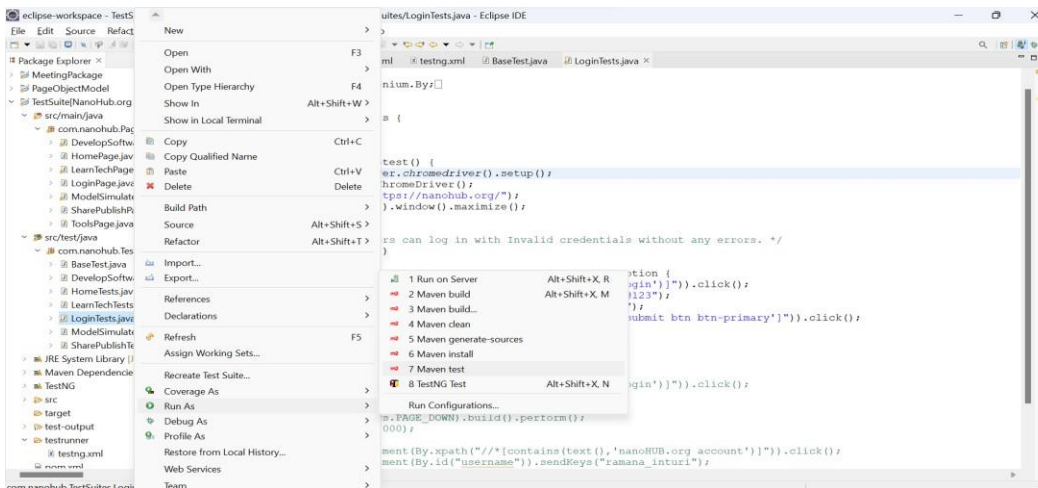 eclipse-workspace - TestS
uites/LoginTests.java - Eclipse IDE
File Edit Source Refact
Package Explorer ×
MeetingPackage
PageObjectModel
TestSuite[NanoHub.org
src/main/java
com.nanohub.Pag
DevelopSoftw
HomePage.jav
LearnTechPage
LoginPage.java
ModelSimulate
SharePublishPa
ToolsPage.java
src/test/java
com.nanohub.Tes
BaseTest.java
DevelopSoftw
HomeTests.jav
LearnTechTests
LoginTests.java
ModelSimulate
SharePublishTe
JRE System Library [J
Maven Dependencie
TestNG
src
target
test-output
testrunner
testng.xml
pom.xml
com.nanohub.TestSuites.Login
New >
Open F3
Open With >
Open Type Hierarchy F4
Show In Alt+Shift+W >
Show in Local Terminal >
Copy Ctrl+C
Copy Qualified Name
Paste Ctrl+V
Delete Delete
Build Path >
Source Alt+Shift+S >
Refactor Alt+Shift+T >
Import...
Export...
References >
Declarations >
Refresh F5
Assign Working Sets...
Recreate Test Suite...
Coverage As >
Run As >
Debug As >
Profile As >
Restore from Local History...
Web Services >
Team >
1 Run on Server Alt+Shift+X, R
2 Maven build Alt+Shift+X, M
3 Maven build...
4 Maven clean
5 Maven generate-sources
6 Maven install
7 Maven test
8 TestNG Test Alt+Shift+X, N
Run Configurations...
ml testng.xml BaseTest.java LoginTests.java ×
nium.By;
s {
test() {
er.chromedriver().setup();
hromeDriver();
tps://nanohub.org/");
).window().maximize();
rs can log in with Invalid credentials without any errors. */
)
ption {
ogin')]")).click();
@123");
");
submit btn btn-primary']")).click();
ogin')]")).click();
s.PAGE_DOWN).build().perform();
000);
ment(By.xpath("//*[contains(text(),'nanoHUB.org account')]")).click();
ment(By.id("username")).sendKeys("ramana_inturi");